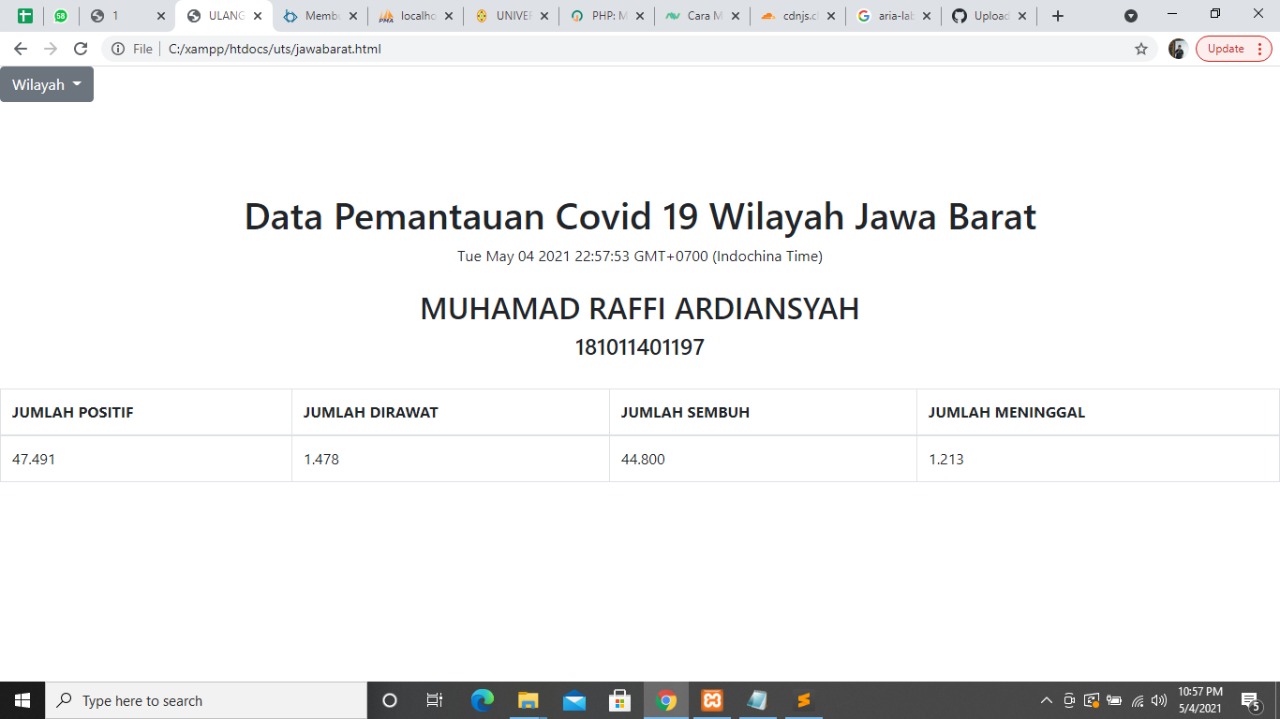 1
ULANG
Memb
localho
UNIVER
PHP: M
Cara M
cdnjs.cl
aria-lab
Upload
File
C:/xampp/htdocs/uts/jawabarat.html
Update
Wilayah
Data Pemantauan Covid 19 Wilayah Jawa Barat
Tue May 04 2021 22:57:53 GMT+0700 (Indochina Time)
MUHAMAD RAFFI ARDIANSYAH
181011401197
JUMLAH POSITIF JUMLAH DIRAWAT JUMLAH SEMBUH JUMLAH MENINGGAL
47.491 1.478 44.800 1.213
Type here to search
10:57 PM
5/4/2021
5